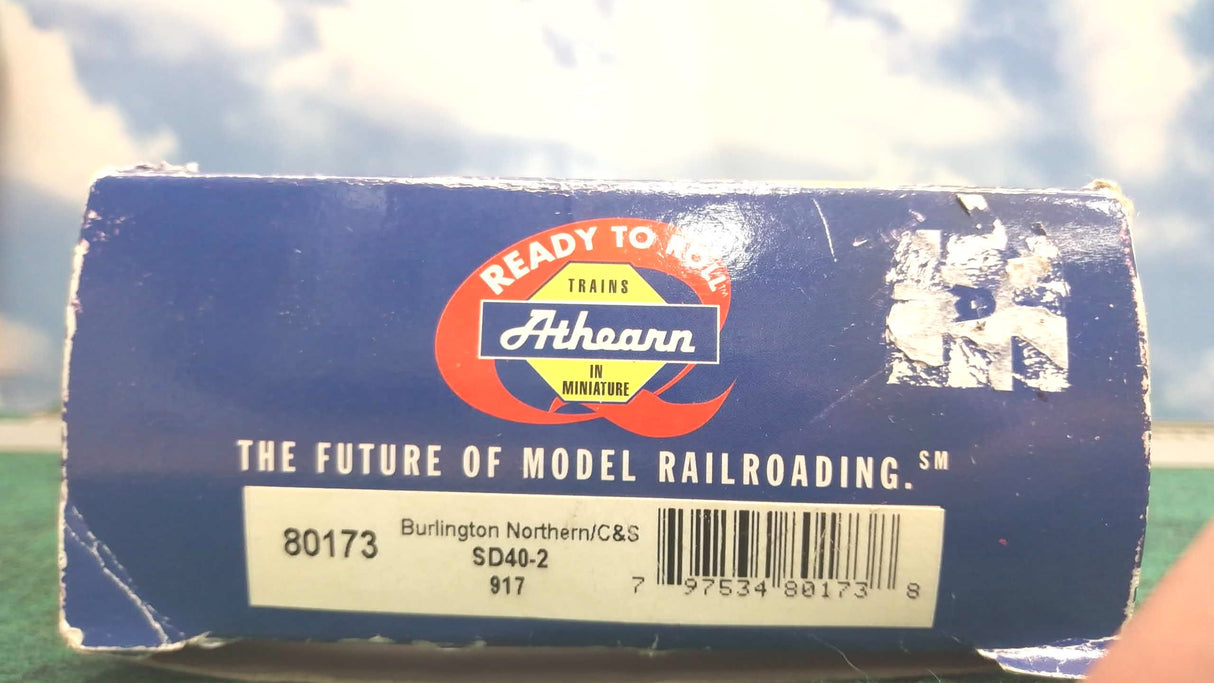 READY TO ROLL™
TRAINS
Athearn
IN
MINIATURE
THE FUTURE OF MODEL RAILROADING.℠
80173
Burlington Northern/C&S
SD40-2
917
7 97534 80173 8